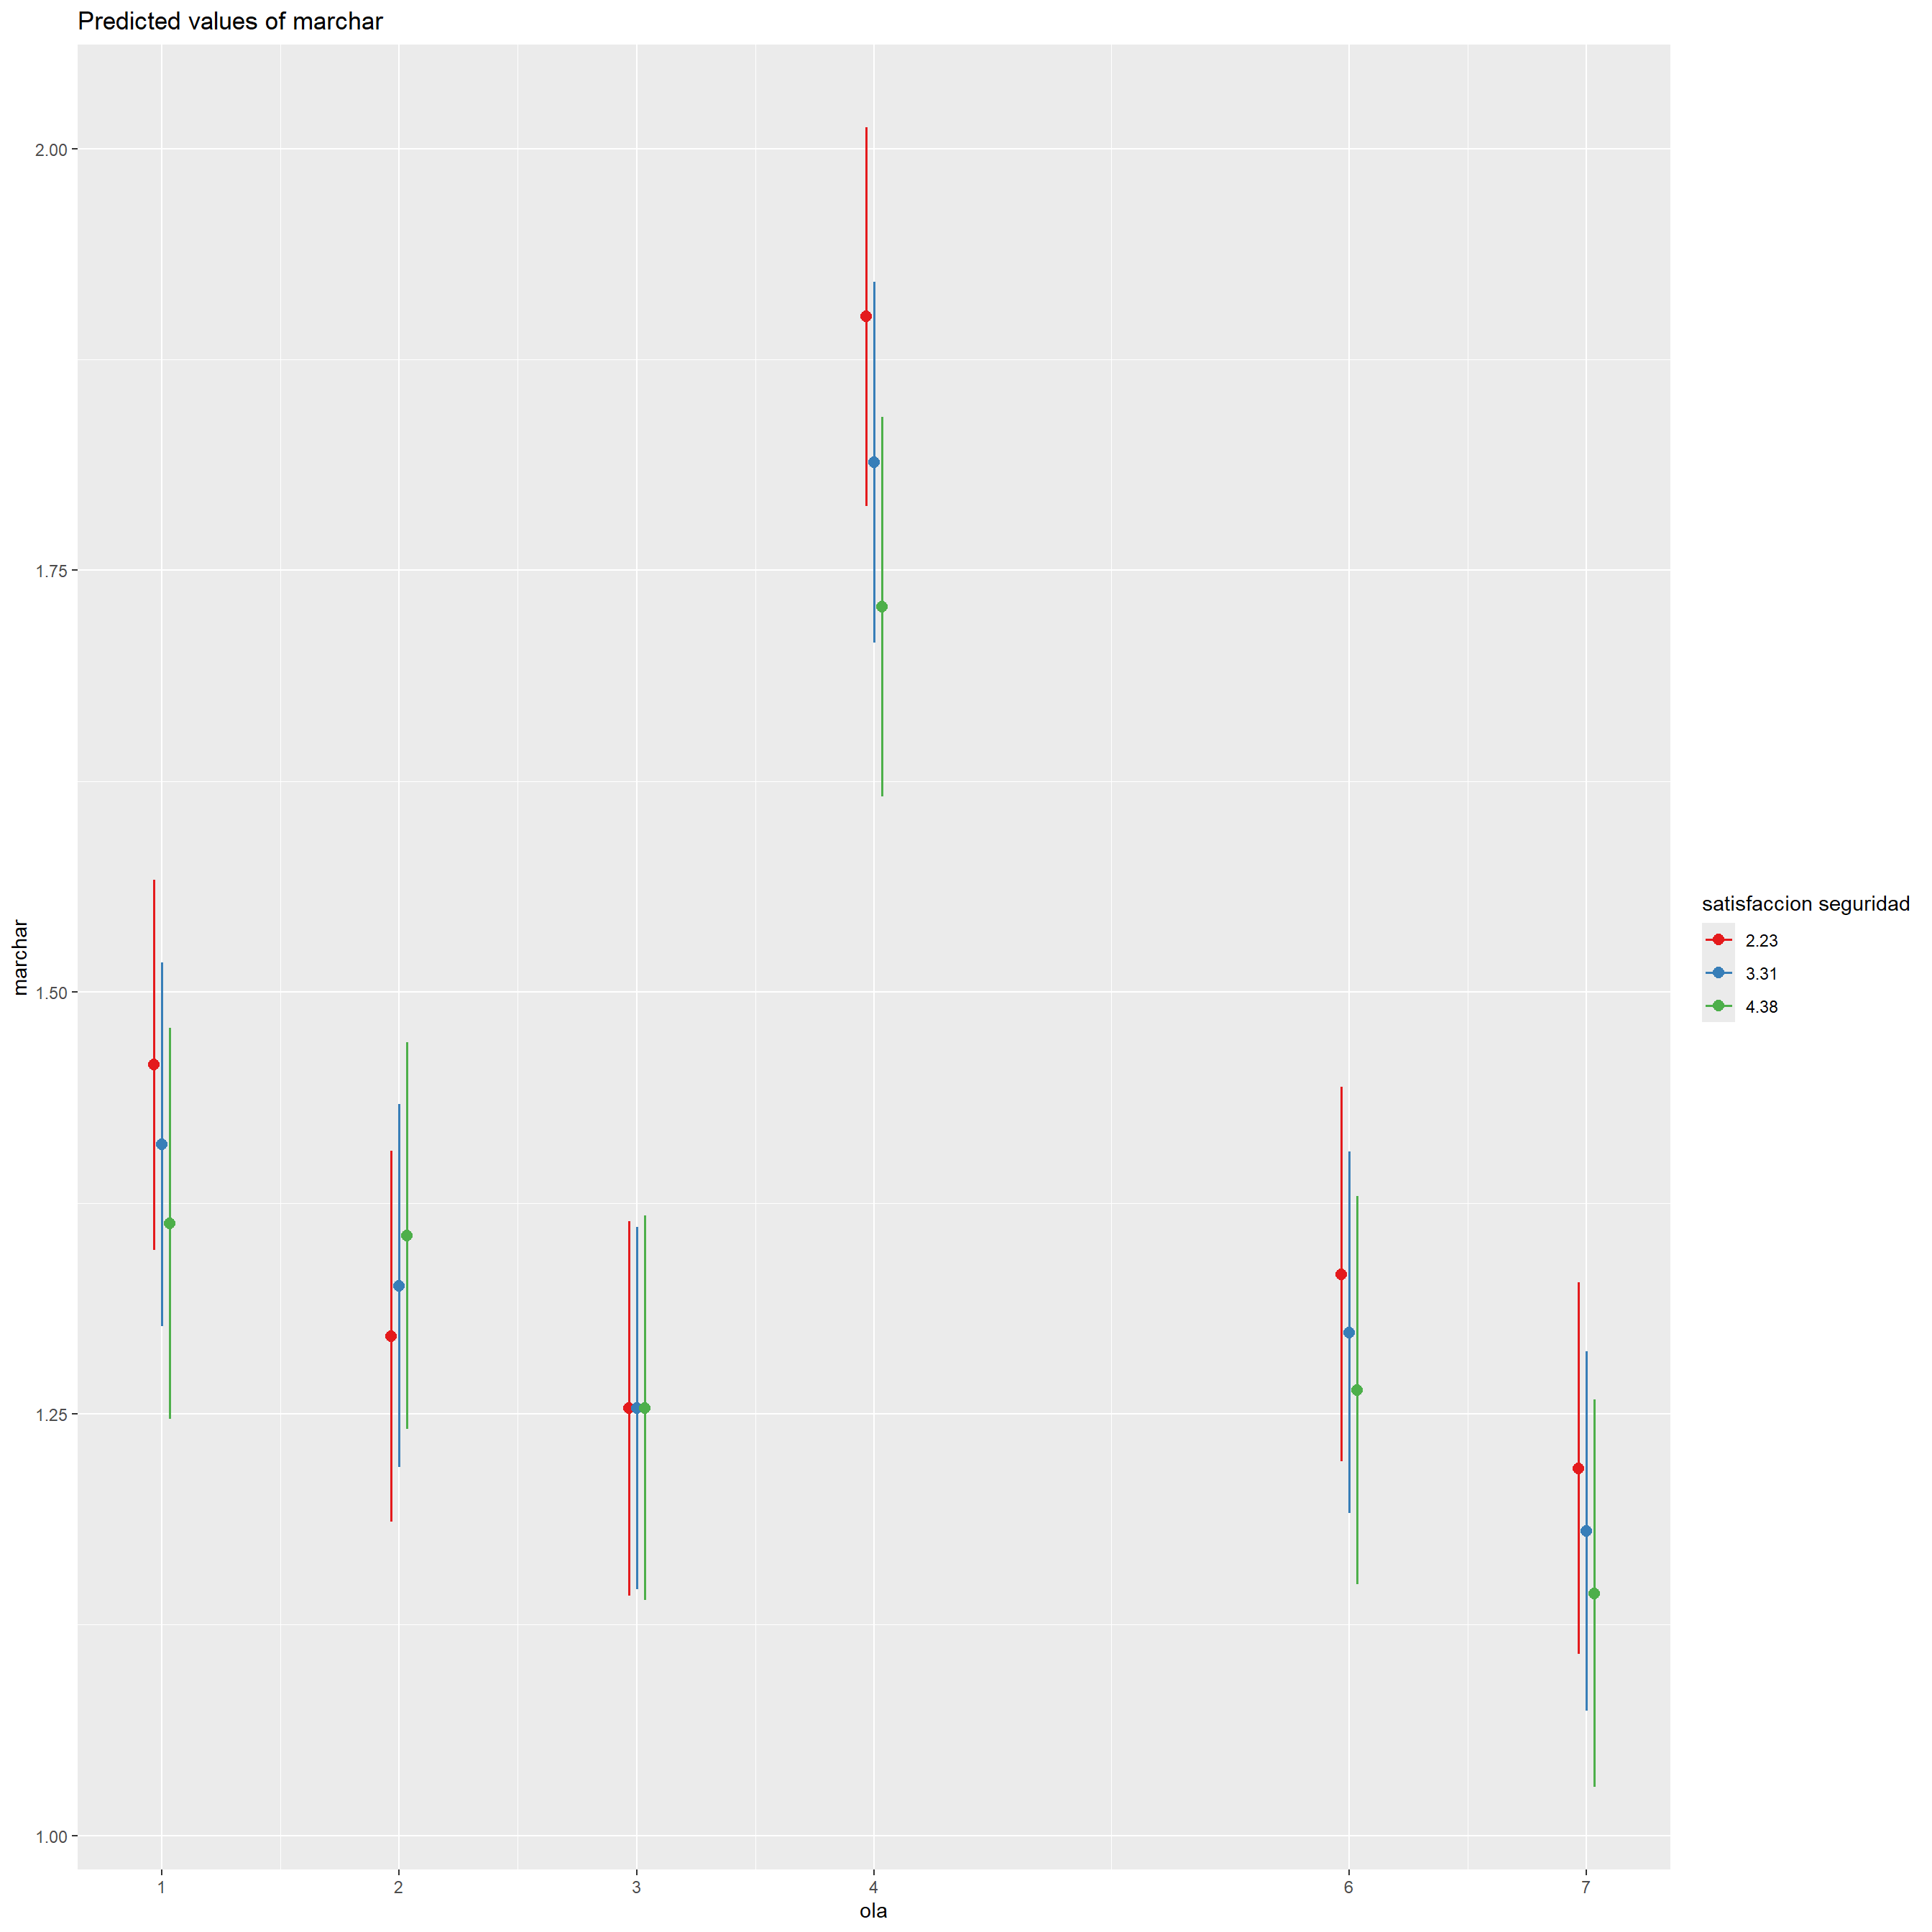 Predicted values of marchar
2.00
1.75
1.50
1.25
1.00
marchar
1 2 3 4 6 7
ola
satisfaccion seguridad
2.23
3.31
4.38